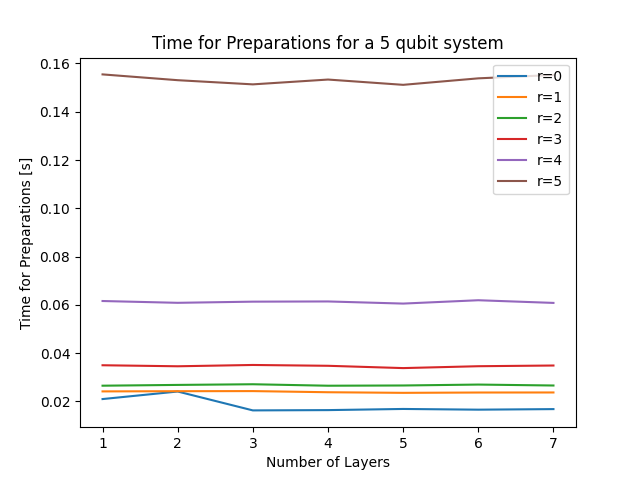 Time for Preparations for a 5 qubit system
Time for Preparations [s]
0.16
0.14
0.12
0.10
0.08
0.06
0.04
0.02
r=0
r=1
r=2
r=3
r=4
r=5
1 2 3 4 5 6 7
Number of Layers